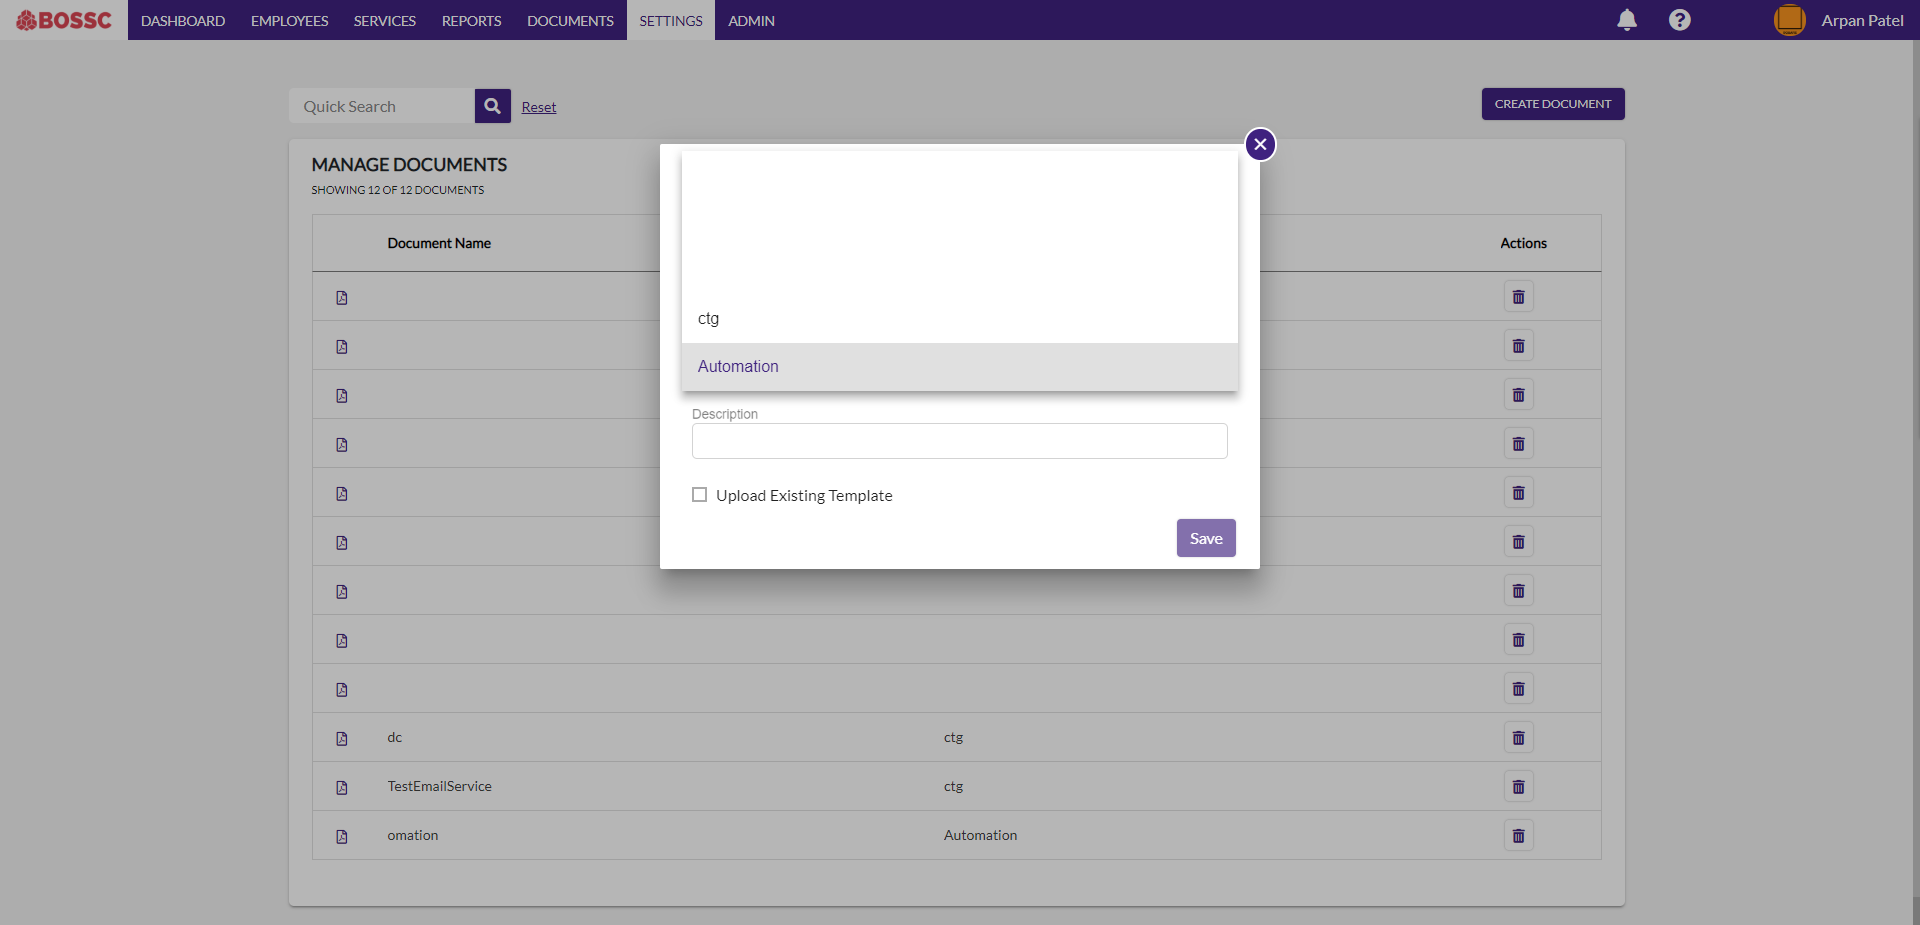 BOSSC DASHBOARD EMPLOYEES SERVICES REPORTS DOCUMENTS SETTINGS ADMIN Arpan Patel
Quick Search Reset CREATE DOCUMENT
MANAGE DOCUMENTS
SHOWING 12 OF 12 DOCUMENTS
Document Name Actions
ctg
Automation
Description
Upload Existing Template
Save
dc ctg
TestEmailService ctg
omation Automation